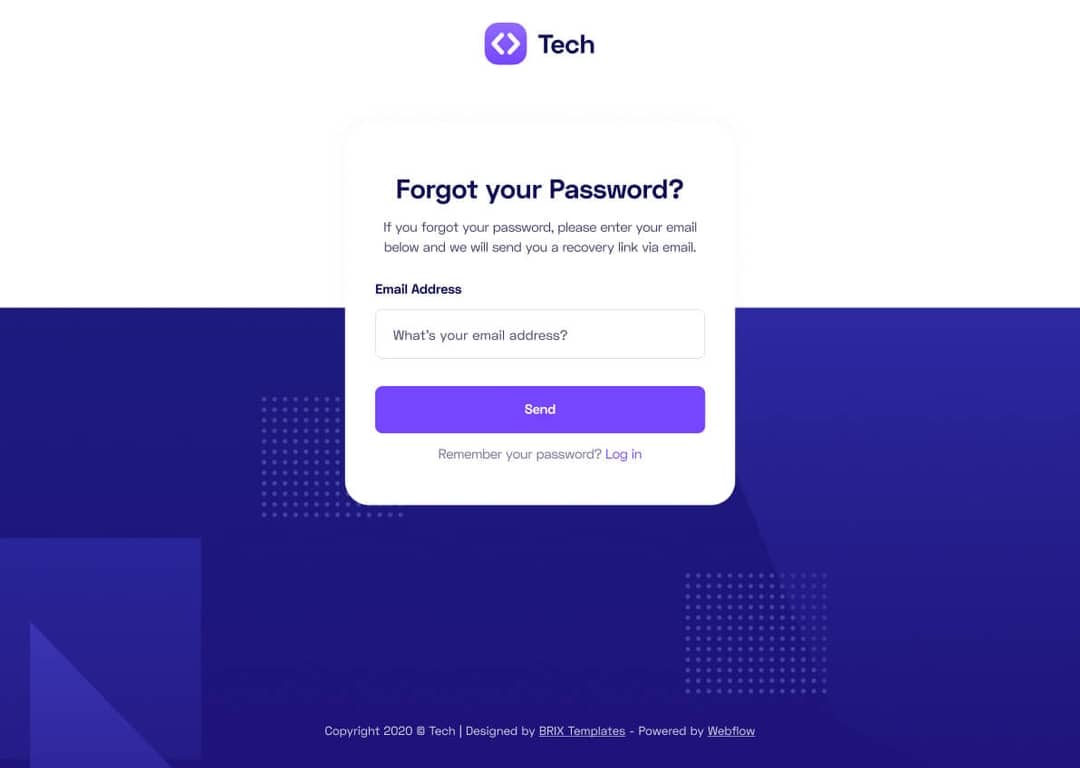 Tech
Forgot your Password?
If you forgot your password, please enter your email
below and we will send you a recovery link via email.
Email Address
What's your email address?
Send
Remember your password? Log in
Copyright 2020 © Tech | Designed by BRIX Templates - Powered by Webflow